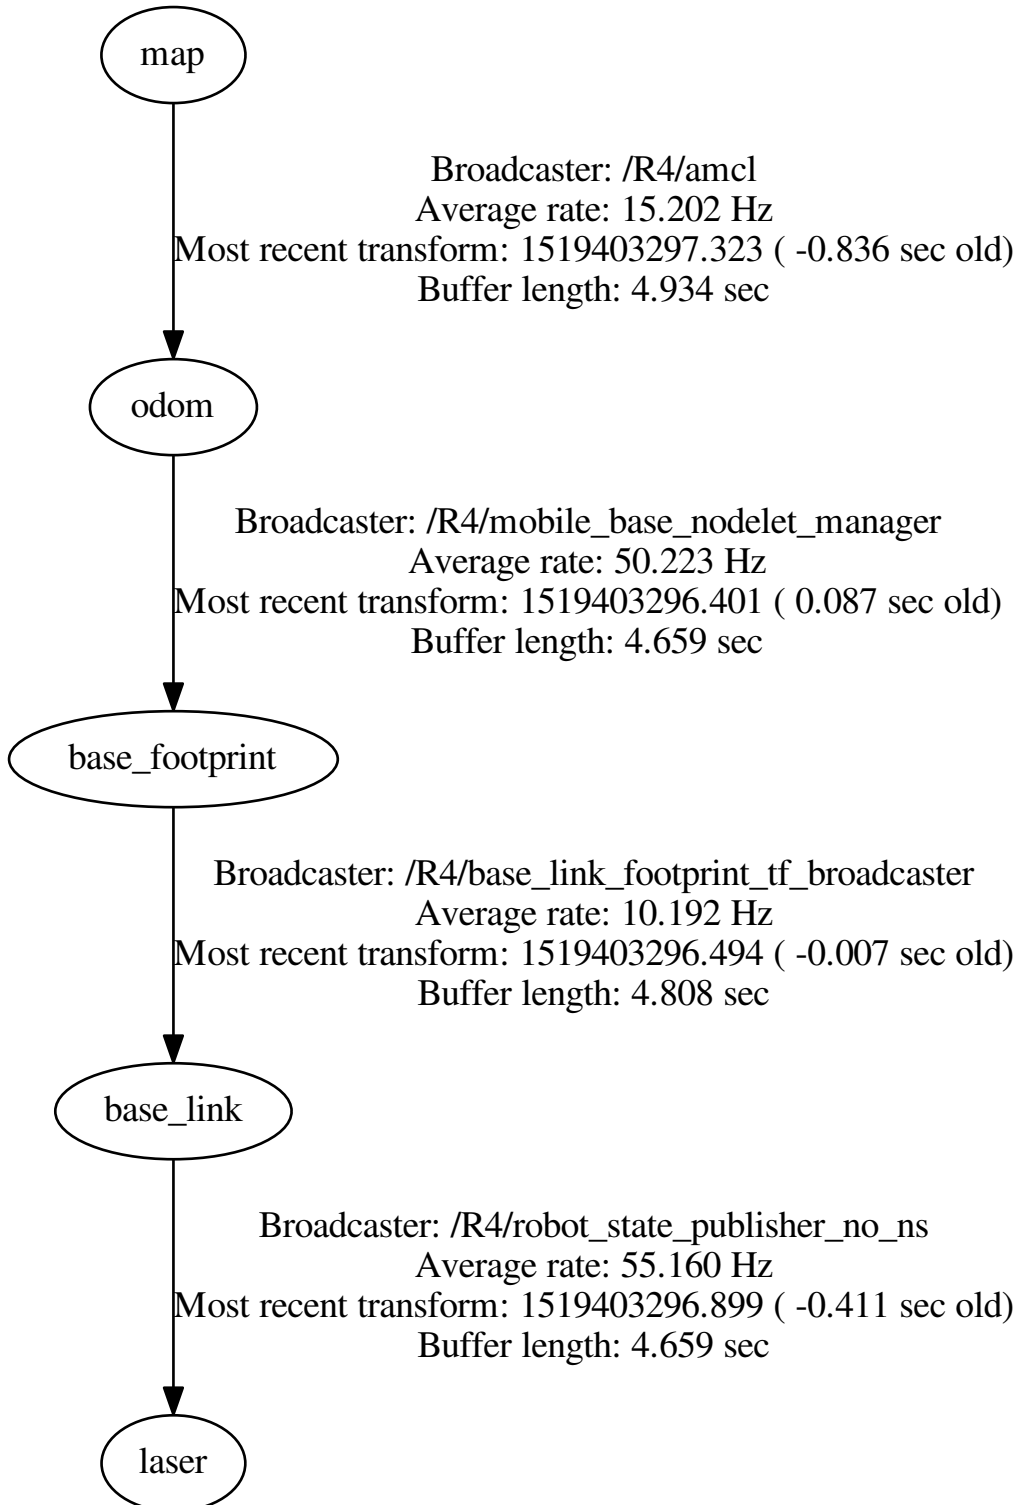 map
Broadcaster: /R4/amcl
Average rate: 15.202 Hz
Most recent transform: 1519403297.323 ( -0.836 sec old)
Buffer length: 4.934 sec
odom
Broadcaster: /R4/mobile_base_nodelet_manager
Average rate: 50.223 Hz
Most recent transform: 1519403296.401 ( 0.087 sec old)
Buffer length: 4.659 sec
base_footprint
Broadcaster: /R4/base_link_footprint_tf_broadcaster
Average rate: 10.192 Hz
Most recent transform: 1519403296.494 ( -0.007 sec old)
Buffer length: 4.808 sec
base_link
Broadcaster: /R4/robot_state_publisher_no_ns
Average rate: 55.160 Hz
Most recent transform: 1519403296.899 ( -0.411 sec old)
Buffer length: 4.659 sec
laser